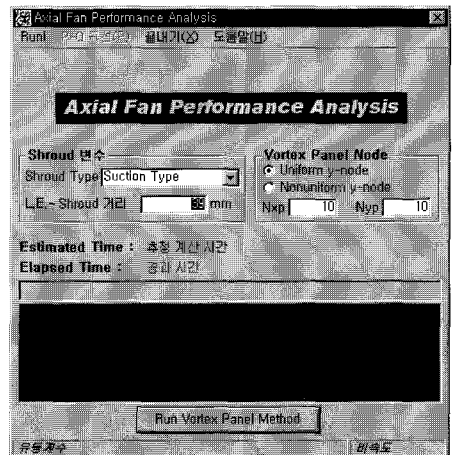 Axial Fan Performance Analysis
Run! 끝내기(X) 도움말(H)
Axial Fan Performance Analysis
Shroud 변수
Shroud Type Suction Type
L.E.- Shroud 거리 39 mm
Vortex Panel Node
Uniform y-node
Nonuniform y-node
Nxp 10 Nyp 10
Estimated Time : 추정 계산 시간
Elapsed Time : 경과 시간
Run Vortex Panel Method
유동계수 비속도